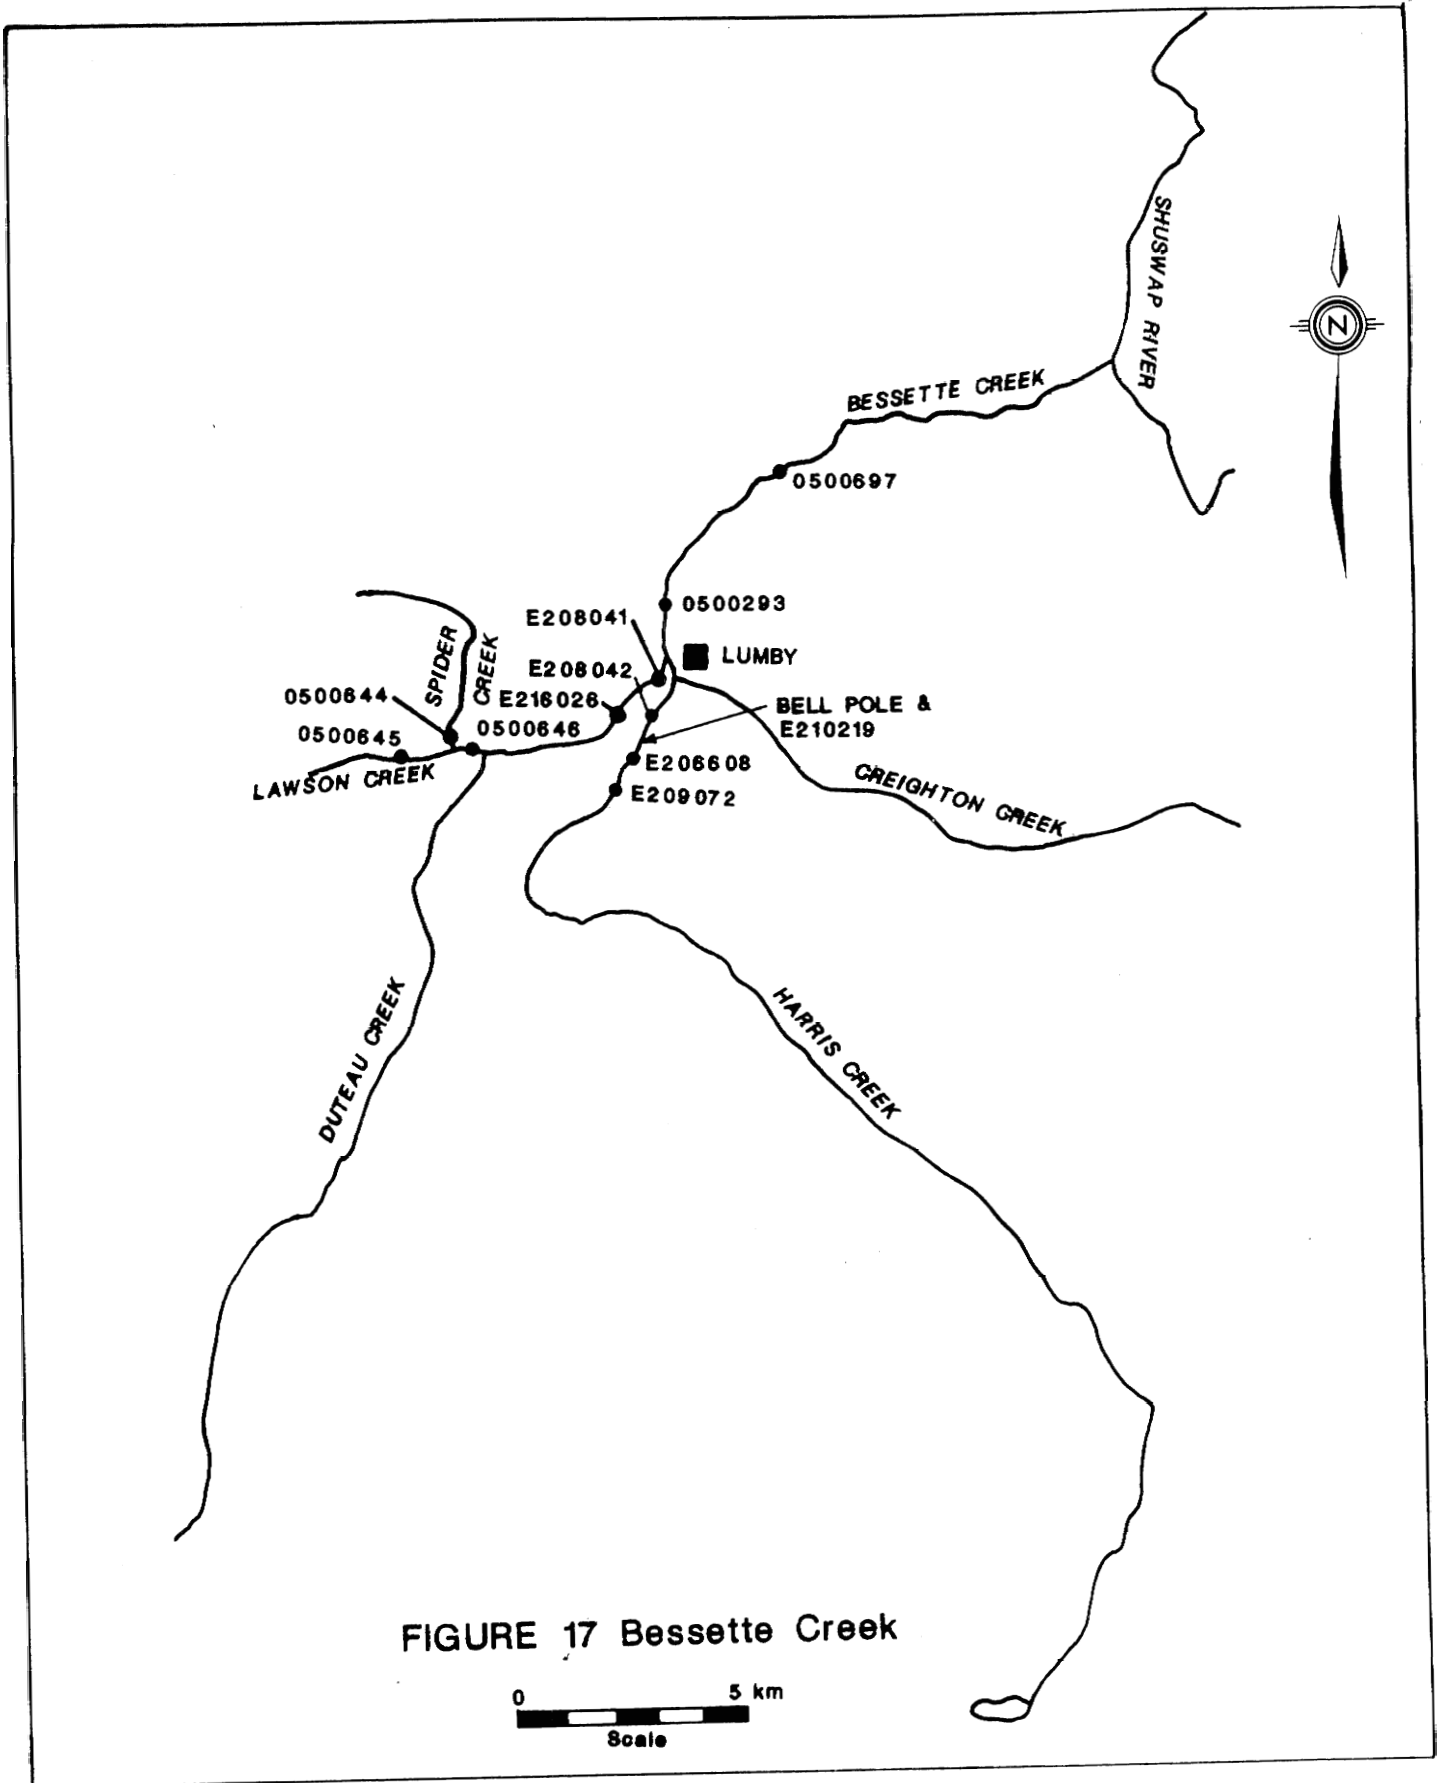 SHUSWAP RIVER
N
BESSETTE CREEK
0500697
0500293
E208041
LUMBY
E208042
SPIDER
CREEK
0500644
E216026
BELL POLE &
E210219
0500645
0500646
E206608
LAWSON CREEK
E209072
CREIGHTON CREEK
DUTEAU CREEK
HARRIS CREEK
FIGURE 17 Bessette Creek
0 5 km
Scale